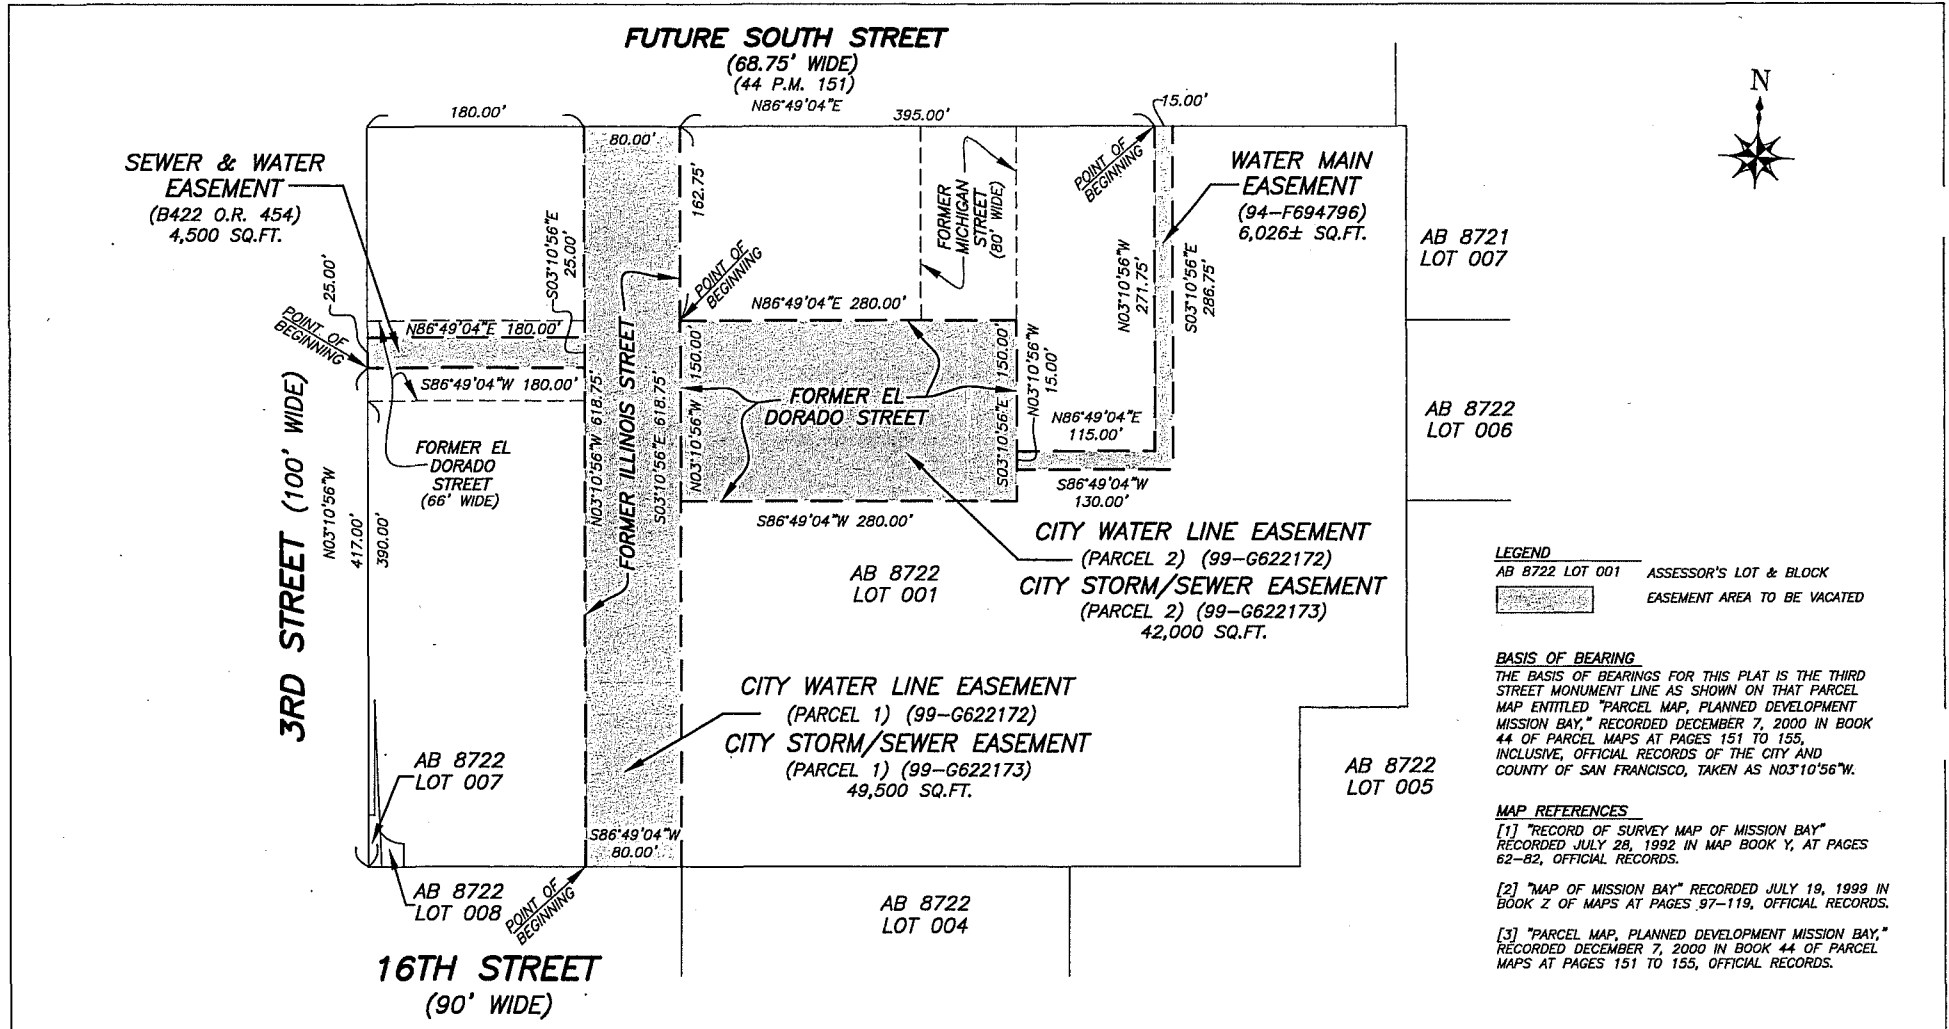 FUTURE SOUTH STREET
(68.75' WIDE)
(44 P.M. 151)
N86°49'04"E
180.00'
80.00'
395.00'
15.00'
N
SEWER & WATER
EASEMENT
(B422 O.R. 454)
4,500 SQ.FT.
162.75'
FORMER
MICHIGAN
STREET
(80' WIDE)
POINT OF
BEGINNING
WATER MAIN
EASEMENT
(94-F694796)
6,026± SQ.FT.
AB 8721
LOT 007
S03°10'56"E
25.00'
25.00'
POINT OF
BEGINNING
N86°49'04"E 180.00'
S86°49'04"W 180.00'
POINT OF
BEGINNING
N86°49'04"E 280.00'
N03°10'56"W
271.75'
S03°10'56"E
286.75'
FORMER ILLINOIS STREET
N03°10'56"W 618.75'
S03°10'56"E 618.75'
N03°10'56"W 150.00'
FORMER EL
DORADO STREET
S03°10'56"E 150.00'
N03°10'56"W
15.00'
N86°49'04"E
115.00'
S86°49'04"W
130.00'
S86°49'04"W 280.00'
AB 8722
LOT 006
FORMER EL
DORADO
STREET
(66' WIDE)
3RD STREET (100' WIDE)
N03°10'56"W
417.00'
390.00'
CITY WATER LINE EASEMENT
(PARCEL 2) (99-G622172)
CITY STORM/SEWER EASEMENT
(PARCEL 2) (99-G622173)
42,000 SQ.FT.
AB 8722
LOT 001
CITY WATER LINE EASEMENT
(PARCEL 1) (99-G622172)
CITY STORM/SEWER EASEMENT
(PARCEL 1) (99-G622173)
49,500 SQ.FT.
AB 8722
LOT 007
AB 8722
LOT 005
S86°49'04"W
80.00'
AB 8722
LOT 008
POINT OF
BEGINNING
AB 8722
LOT 004
16TH STREET
(90' WIDE)
LEGEND
AB 8722 LOT 001 ASSESSOR'S LOT & BLOCK
EASEMENT AREA TO BE VACATED
BASIS OF BEARING
THE BASIS OF BEARINGS FOR THIS PLAT IS THE THIRD
STREET MONUMENT LINE AS SHOWN ON THAT PARCEL
MAP ENTITLED "PARCEL MAP, PLANNED DEVELOPMENT
MISSION BAY," RECORDED DECEMBER 7, 2000 IN BOOK
44 OF PARCEL MAPS AT PAGES 151 TO 155,
INCLUSIVE, OFFICIAL RECORDS OF THE CITY AND
COUNTY OF SAN FRANCISCO, TAKEN AS N03°10'56"W.
MAP REFERENCES
[1] "RECORD OF SURVEY MAP OF MISSION BAY"
RECORDED JULY 28, 1992 IN MAP BOOK Y, AT PAGES
62-82, OFFICIAL RECORDS.
[2] "MAP OF MISSION BAY" RECORDED JULY 19, 1999 IN
BOOK Z OF MAPS AT PAGES 97-119, OFFICIAL RECORDS.
[3] "PARCEL MAP, PLANNED DEVELOPMENT MISSION BAY,"
RECORDED DECEMBER 7, 2000 IN BOOK 44 OF PARCEL
MAPS AT PAGES 151 TO 155, OFFICIAL RECORDS.